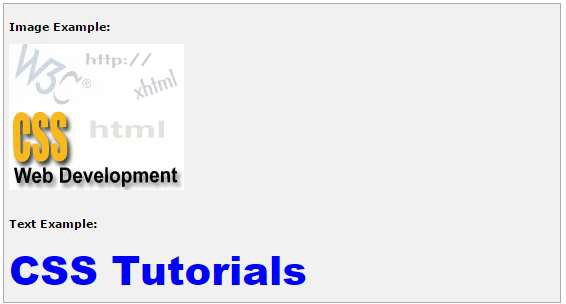 Image Example:
W3C®
http://
xhtml
html
CSS
Web Development
Text Example:
CSS Tutorials